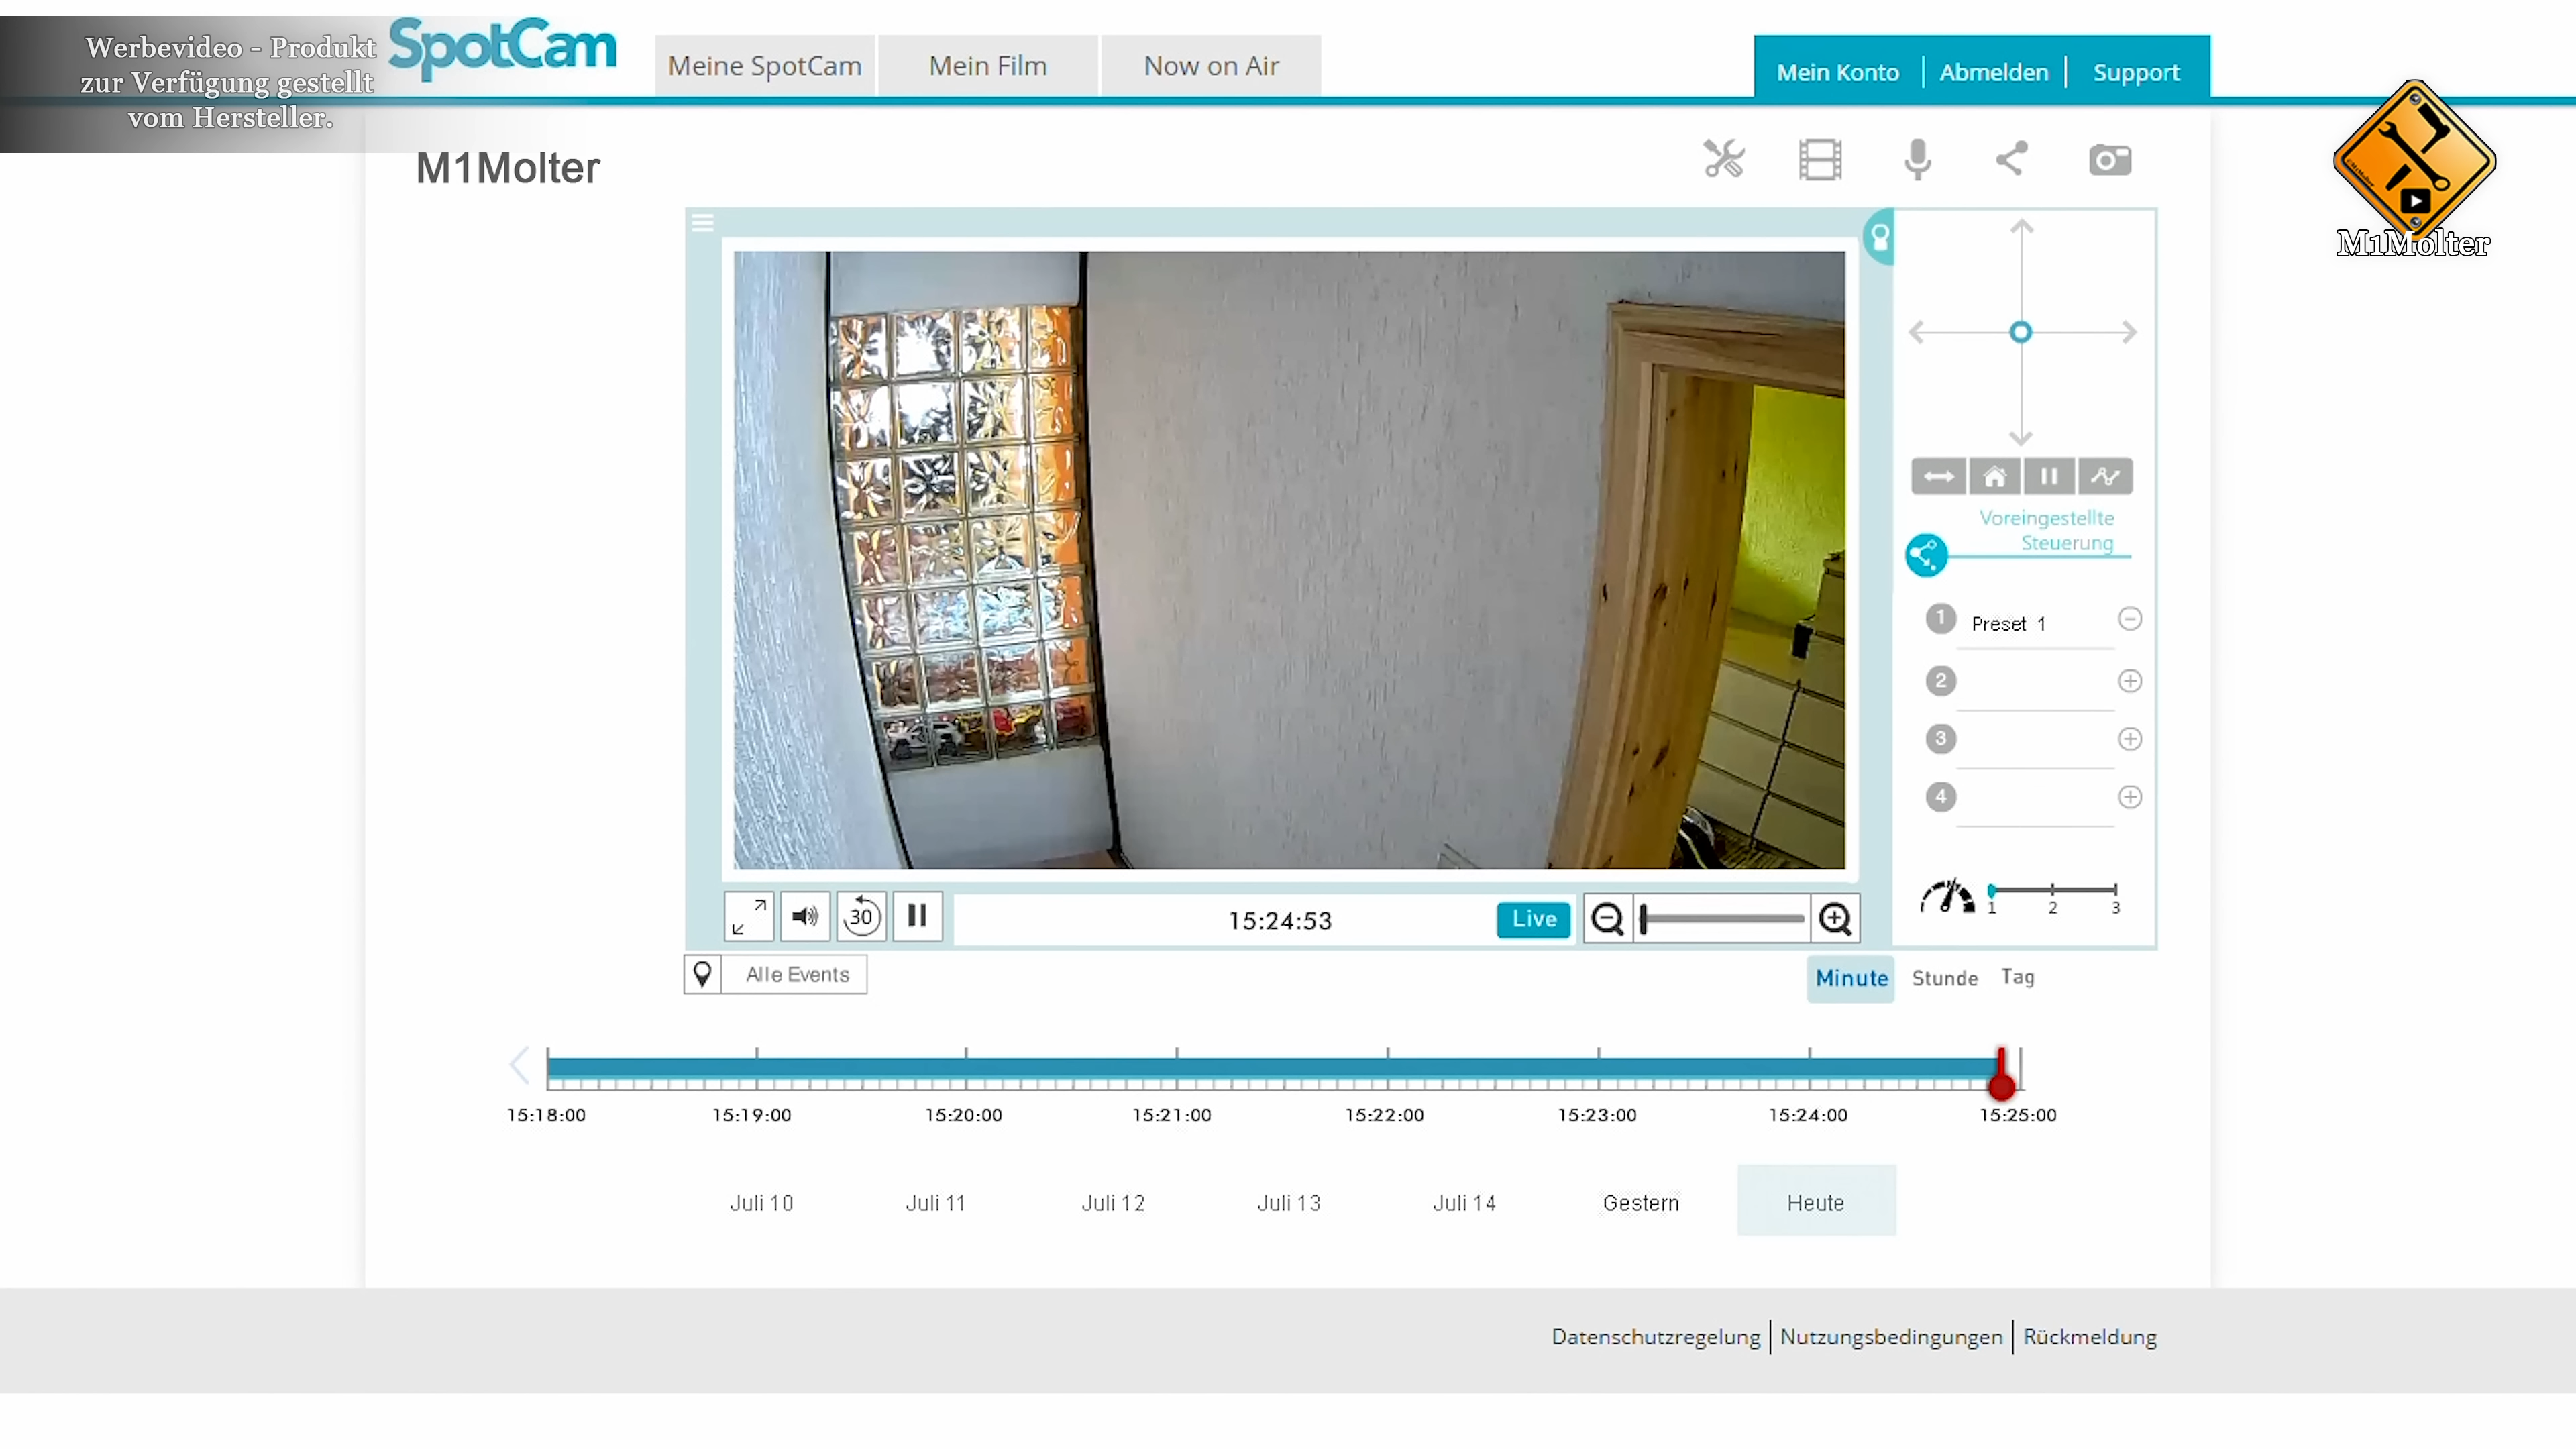 Werbevideo - Produkt
zur Verfügung gestellt
vom Hersteller.
SpotCam
Meine SpotCam
Mein Film
Now on Air
Mein Konto
Abmelden
Support
M1Molter
M1Molter
Voreingestellte
Steuerung
1 Preset 1
2
3
4
1 2 3
30
15:24:53
Live
Alle Events
Minute Stunde Tag
15:18:00 15:19:00 15:20:00 15:21:00 15:22:00 15:23:00 15:24:00 15:25:00
Juli 10 Juli 11 Juli 12 Juli 13 Juli 14 Gestern Heute
Datenschutzregelung Nutzungsbedingungen Rückmeldung